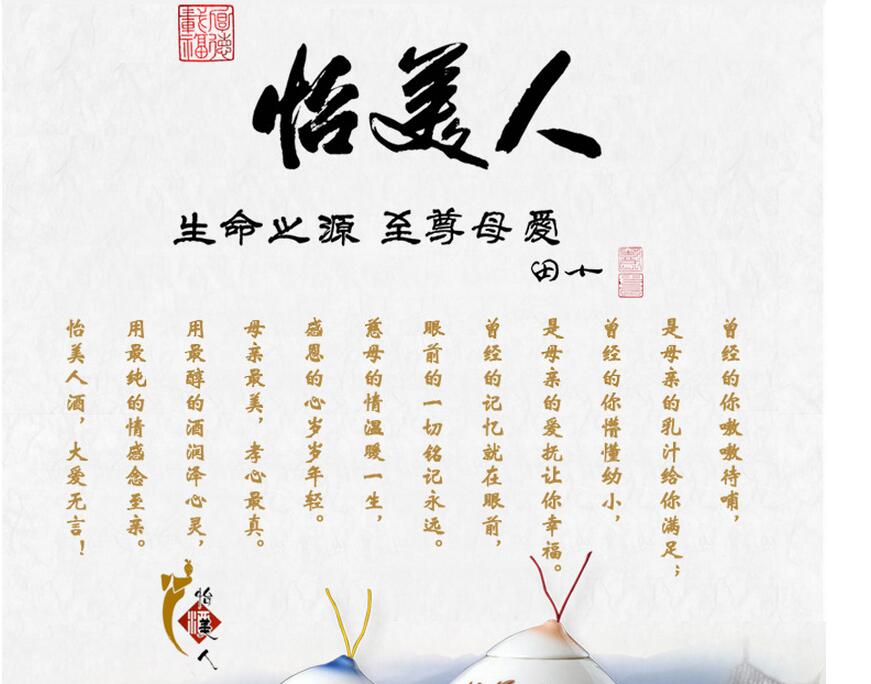 厚德載福
怡美人
生命之源 至尊母愛
田十
曾经的你嗷嗷待哺，
是母亲的乳汁给你满足；
曾经的你懵懂幼小，
是母亲的爱抚让你幸福。
曾经的记忆就在眼前，
眼前的一切铭记永远。
慈母的情温暖一生，
感恩的心岁岁年轻。
母亲最美，孝心最真。
用最醇的酒润泽心灵，
用最纯的情感念至亲。
怡美人酒，大爱无言！
怡美人
酒